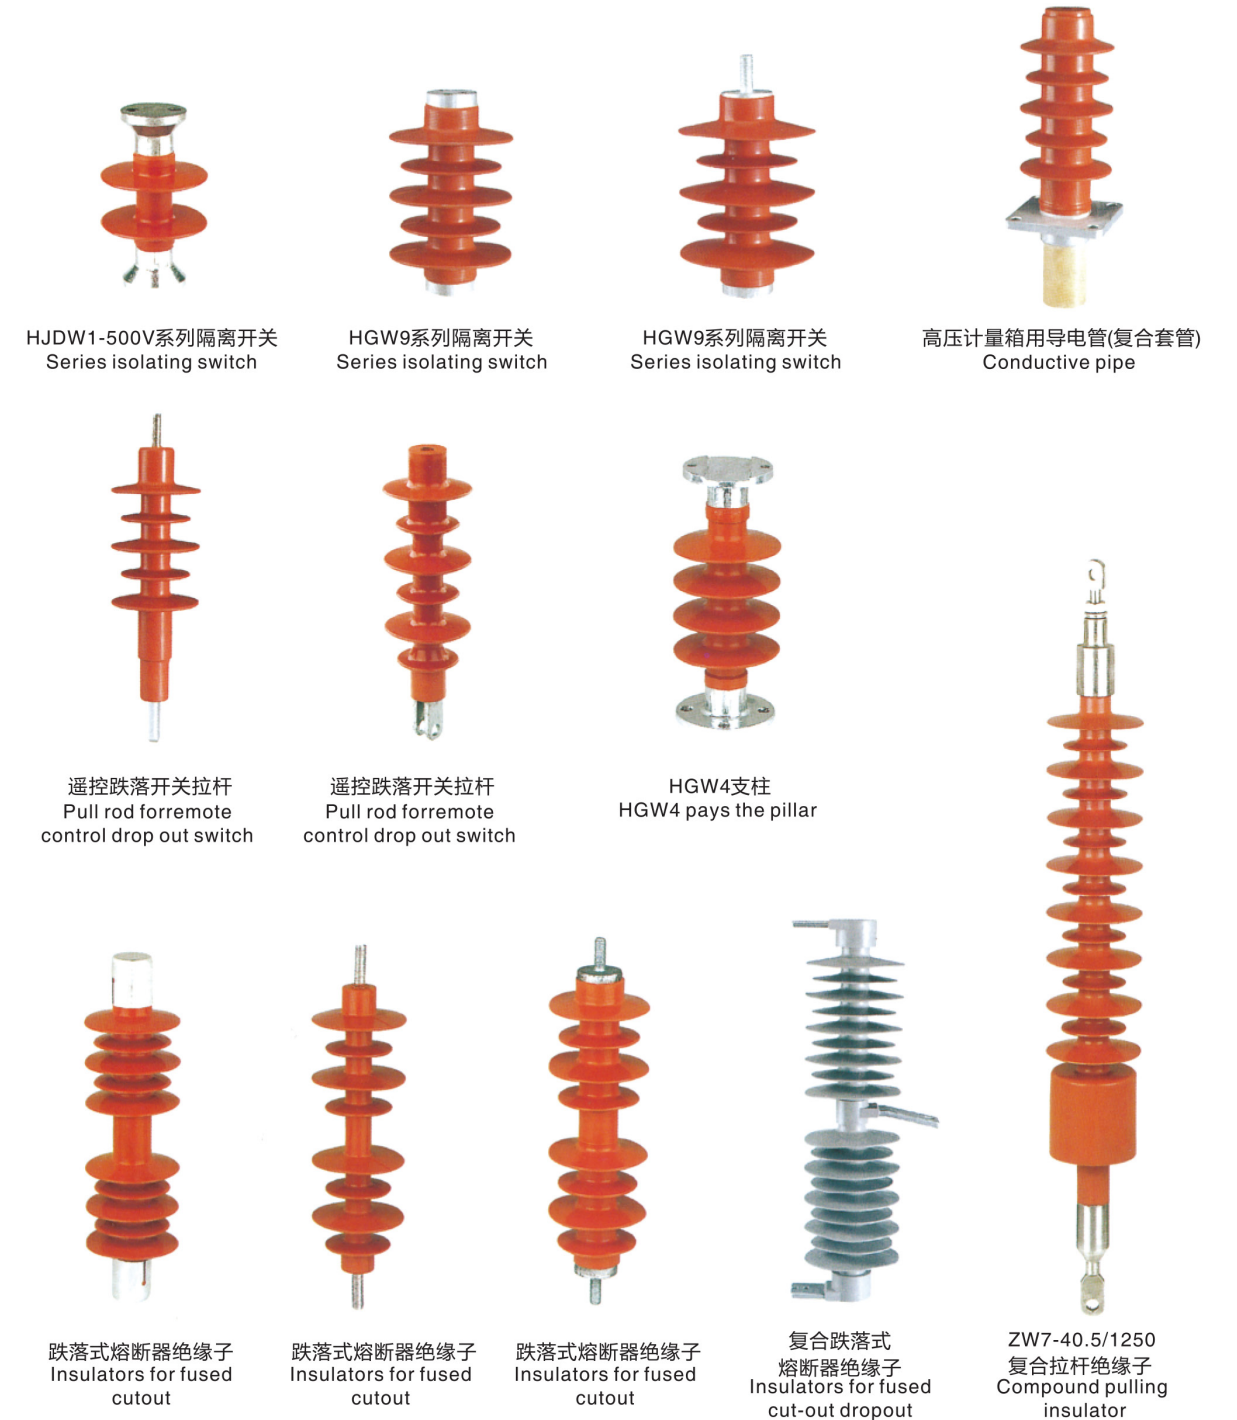 HJDW1-500V系列隔离开关
Series isolating switch
HGW9系列隔离开关
Series isolating switch
HGW9系列隔离开关
Series isolating switch
高压计量箱用导电管(复合套管)
Conductive pipe
遥控跌落开关拉杆
Pull rod forremote
control drop out switch
遥控跌落开关拉杆
Pull rod forremote
control drop out switch
HGW4支柱
HGW4 pays the pillar
跌落式熔断器绝缘子
Insulators for fused
cutout
跌落式熔断器绝缘子
Insulators for fused
cutout
跌落式熔断器绝缘子
Insulators for fused
cutout
复合跌落式
熔断器绝缘子
Insulators for fused
cut-out dropout
ZW7-40.5/1250
复合拉杆绝缘子
Compound pulling
insulator